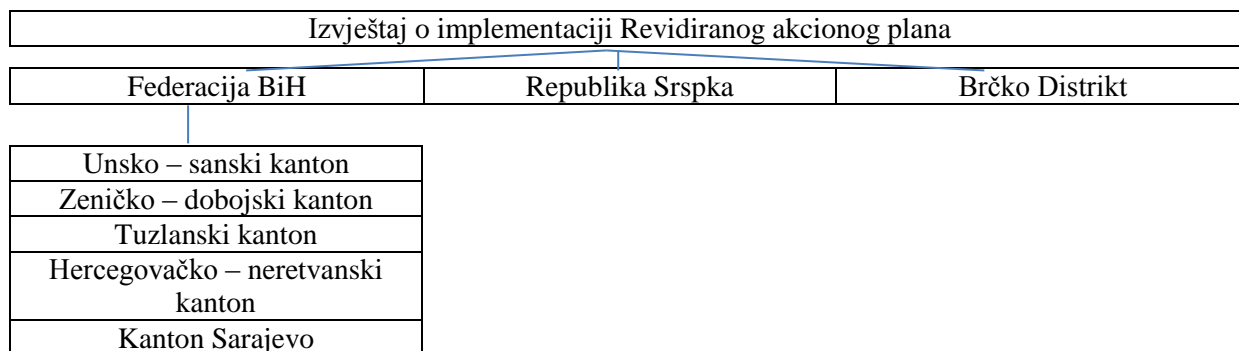 Izvještaj o implementaciji Revidiranog akcionog plana
Federacija BiH
Republika Srspka
Brčko Distrikt
Unsko – sanski kanton
Zeničko – dobojski kanton
Tuzlanski kanton
Hercegovačko – neretvanski
kanton
Kanton Sarajevo